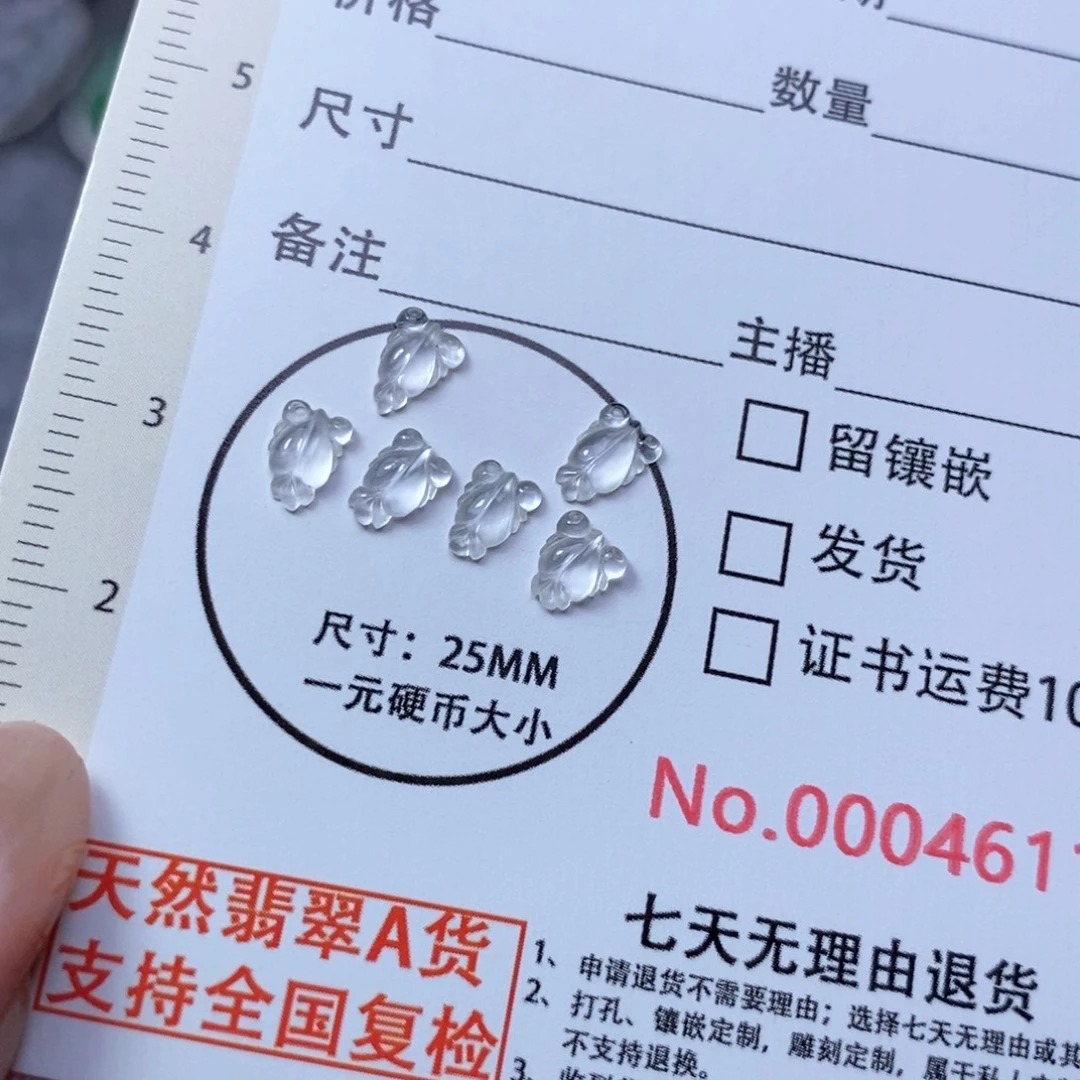 价格
数量
尺寸
备注
主播
留镶嵌
发货
证书运费10
5
4
3
2
尺寸：25MM
一元硬币大小
No.0004611
天然翡翠A货
支持全国复检
七天无理由退货
1、申请退货不需要理由；选择七天无理由或其
2、打孔、镶嵌定制，雕刻定制，属于私人
不支持退换。
3、收到